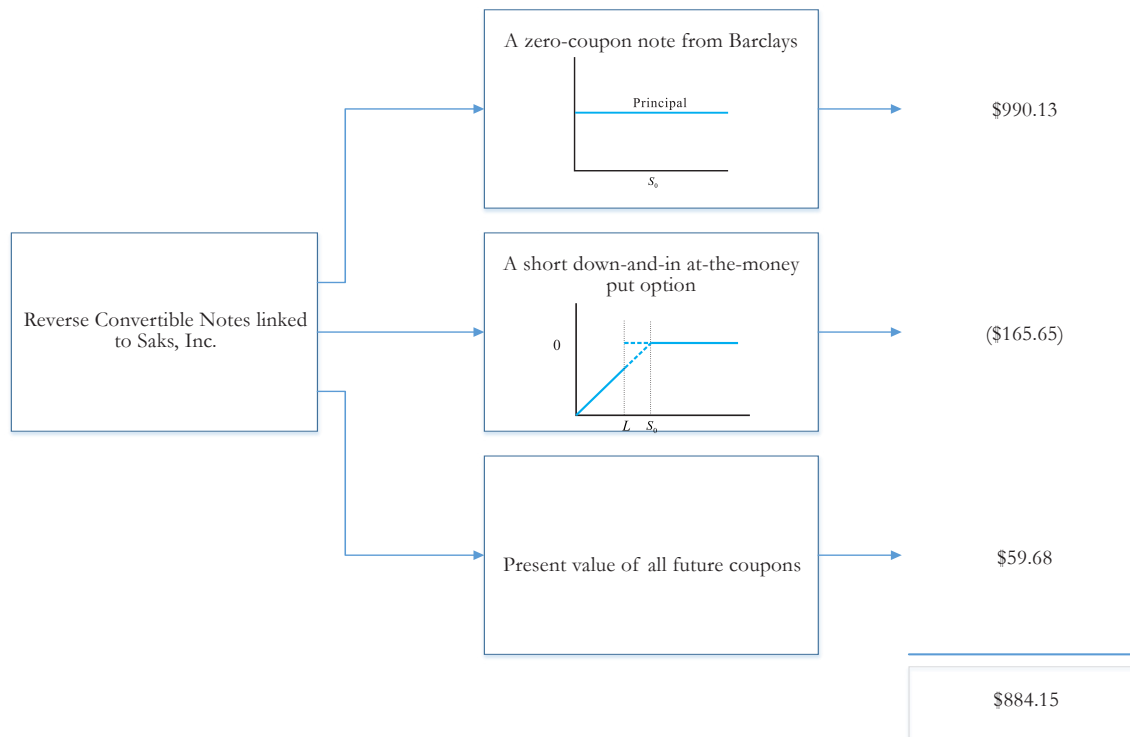 A zero-coupon note from Barclays
Principal
S₀
$990.13
Reverse Convertible Notes linked
to Saks, Inc.
A short down-and-in at-the-money
put option
0
L S₀
($165.65)
Present value of all future coupons
$59.68
$884.15